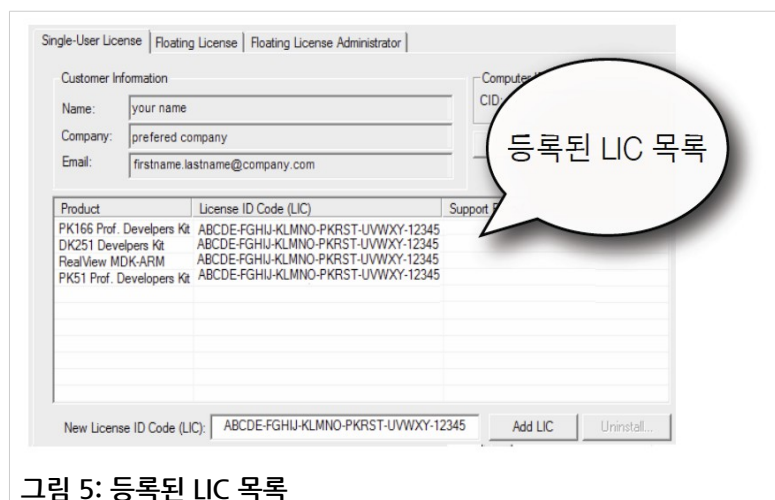 Single-User License Floating License Floating License Administrator
Customer Information
Name: your name
Company: prefered company
Email: firstname.lastname@company.com
CID:
등록된 LIC 목록
Product License ID Code (LIC) Support
PK166 Prof. Develpers Kit ABCDE-FGHIJ-KLMNO-PKRST-UVWXY-12345
DK251 Develpers Kit ABCDE-FGHIJ-KLMNO-PKRST-UVWXY-12345
RealView MDK-ARM ABCDE-FGHIJ-KLMNO-PKRST-UVWXY-12345
PK51 Prof. Developers Kit ABCDE-FGHIJ-KLMNO-PKRST-UVWXY-12345
New License ID Code (LIC): ABCDE-FGHIJ-KLMNO-PKRST-UVWXY-12345 Add LIC Uninstall...
그림 5: 등록된 LIC 목록